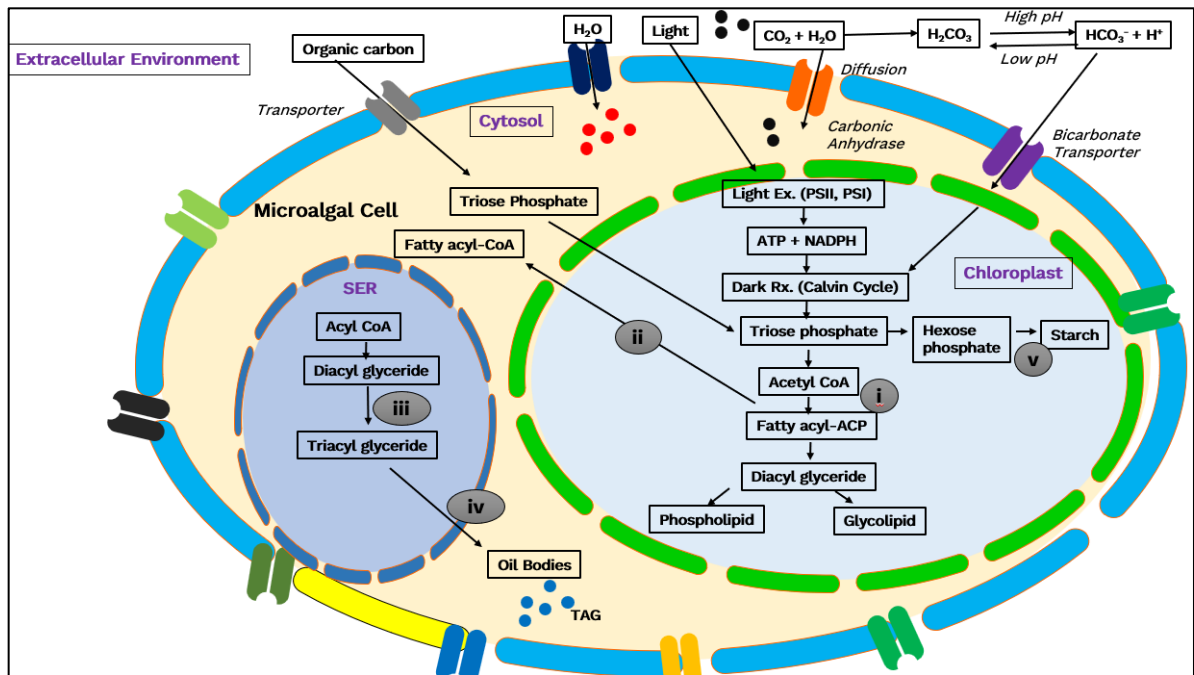 H₂O
Light
CO₂ + H₂O
H₂CO₃
High pH
HCO₃⁻ + H⁺
Low pH
Organic carbon
Extracellular Environment
Diffusion
Transporter
Cytosol
Carbonic
Anhydrase
Bicarbonate
Transporter
Light Ex. (PSII, PSI)
Triose Phosphate
Microalgal Cell
Fatty acyl-CoA
ATP + NADPH
Chloroplast
SER
Dark Rx. (Calvin Cycle)
Acyl CoA
Triose phosphate
Hexose
phosphate
Starch
ii
v
Diacyl glyceride
Acetyl CoA
i
iii
Fatty acyl-ACP
Triacyl glyceride
Diacyl glyceride
iv
Phospholipid
Glycolipid
Oil Bodies
TAG